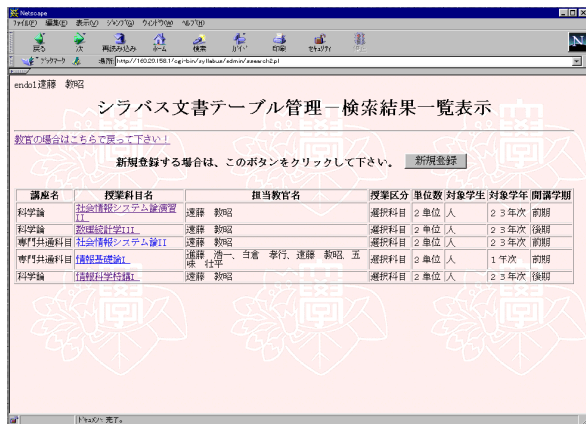 Netscape
ファイル(F) 編集(E) 表示(V) ジャンプ(G) ウィンドウ(W) ヘルプ(H)
戻る 次 再読み込み ホーム 検索 ガイド 印刷 セキュリティ
ブックマーク 場所: http://160.29.158.1/cgi-bin/syllabus/admin/ssearch2.pl
endo1遠藤 教昭
シラバス文書テーブル管理－検索結果一覧表示
教官の場合はこちらで戻って下さい！
新規登録する場合は、このボタンをクリックして下さい。 新規登録
講座名 授業科目名 担当教官名 授業区分 単位数 対象学生 対象学年 開講学期
科学論 社会情報システム論演習II 遠藤 教昭 選択科目 2単位 人 23年次 前期
科学論 数理統計学III 遠藤 教昭 選択科目 2単位 人 23年次 後期
専門共通科目 社会情報システム論II 遠藤 教昭 選択科目 2単位 人 23年次 前期
専門共通科目 情報基礎論I 進藤 浩一、白倉 孝行、遠藤 教昭、五味 壮平 選択科目 2単位 人 1年次 前期
科学論 情報科学特講I 遠藤 教昭 選択科目 2単位 人 23年次 後期
ドキュメント: 完了。